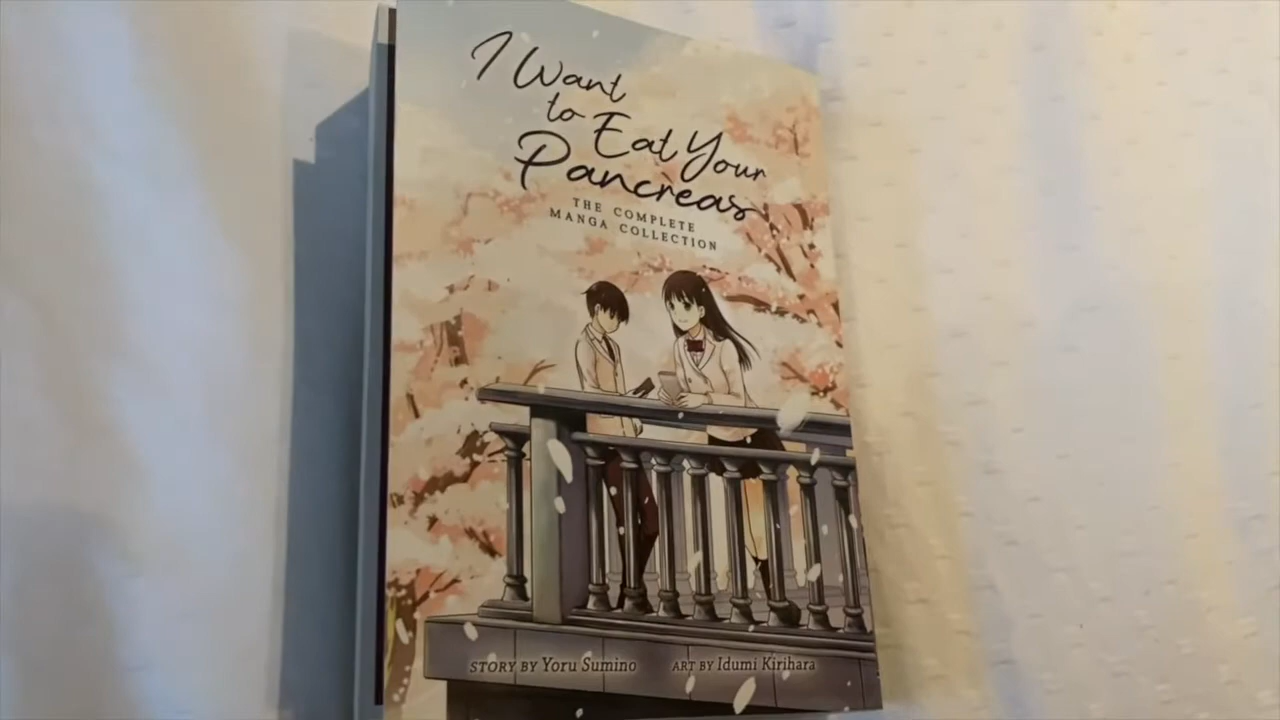 I Want
to Eat Your
Pancreas
THE COMPLETE
MANGA COLLECTION
STORY BY Yoru Sumino ART BY Idumi Kirihara